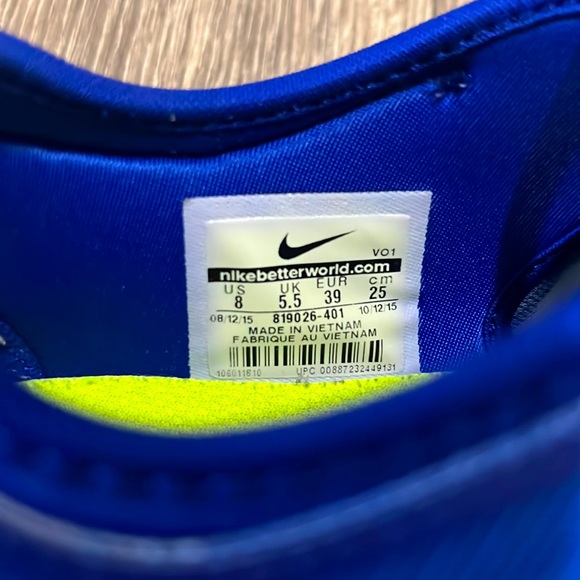 VO1
nikebetterworld.com
US UK EUR cm
8 5.5 39 25
08/12/15 819026-401 10/12/15
MADE IN VIETNAM
FABRIQUE AU VIETNAM
106011810 UPC 00887232449131